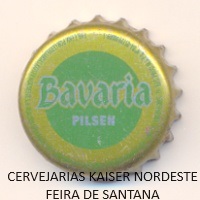 Bavaria
PILSEN
CERVEJARIAS KAISER NORDESTE
FEIRA DE SANTANA